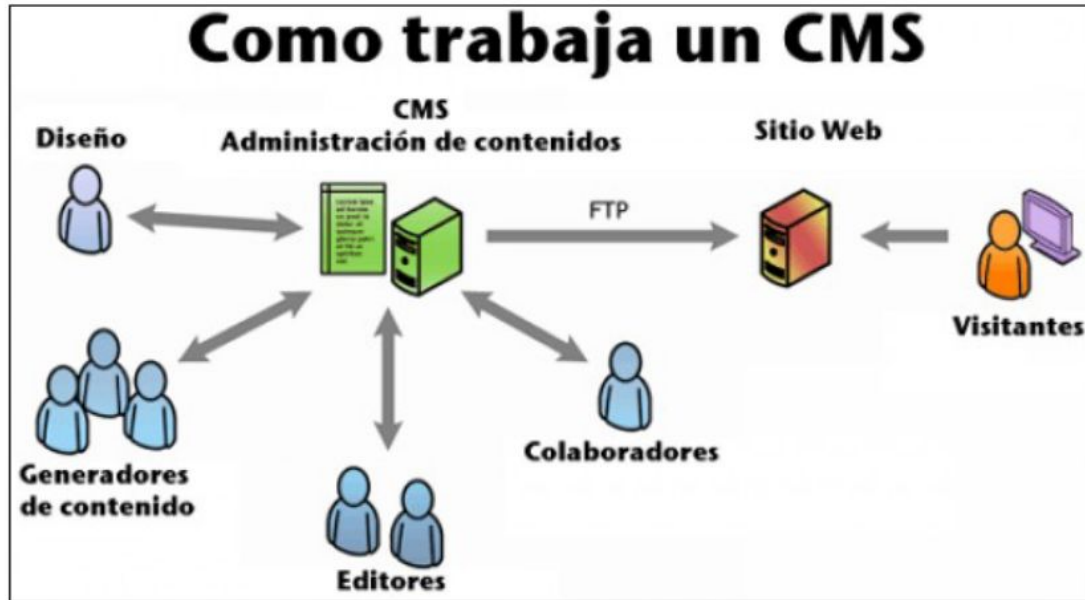 Como trabaja un CMS
Diseño
CMS
Administración de contenidos
Sitio Web
FTP
Visitantes
Colaboradores
Generadores
de contenido
Editores